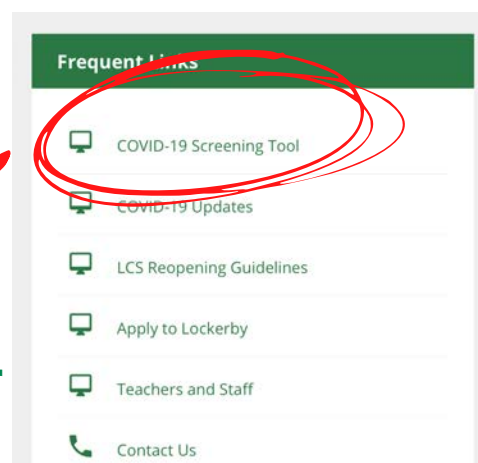 Frequent Links
COVID-19 Screening Tool
COVID-19 Updates
LCS Reopening Guidelines
Apply to Lockerby
Teachers and Staff
Contact Us